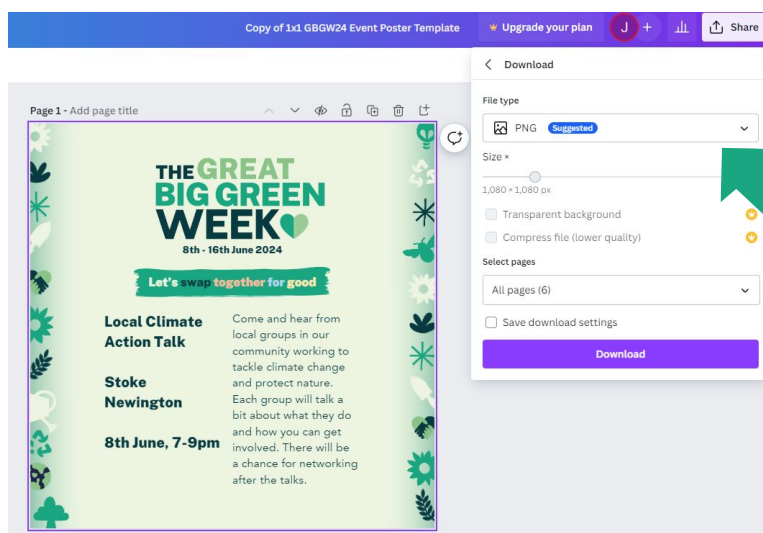 Copy of 1x1 GBGW24 Event Poster Template
Upgrade your plan
J
+
Share
Download
File type
PNG Suggested
Size ×
1,080 × 1,080 px
Transparent background
Compress file (lower quality)
Select pages
All pages (6)
Save download settings
Download
Page 1 - Add page title
THE GREAT
BIG GREEN
WEEK
8th - 16th June 2024
Let's swap together for good
Local Climate
Action Talk
Stoke
Newington
8th June, 7-9pm
Come and hear from
local groups in our
community working to
tackle climate change
and protect nature.
Each group will talk a
bit about what they do
and how you can get
involved. There will be
a chance for networking
after the talks.